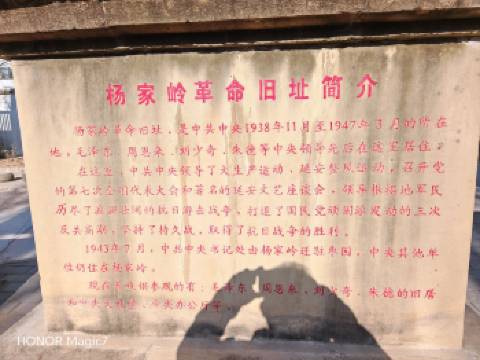 杨家岭革命旧址简介
杨家岭革命旧址,是中共中央1938年11月至1947年3月的所在
地。毛泽东、周恩来、刘少奇、朱德等中央领导先后在这里居住。
在这里,中共中央领导了大生产运动、延安整风运动,召开党
的第七次全国代表大会和著名的延安文艺座谈会,领导根据地军民
历尽了艰难的抗日游击战争,打退了国民党顽固派发动的三次
反共高潮,坚持了持久战,取得了抗日战争的胜利。
1943年7月,中共中央书记处由杨家岭迁驻枣园,中央其他单
位仍住在杨家岭。
现在开放供参观的有:毛泽东、周恩来、刘少奇、朱德的旧居
和中央大礼堂、中央办公厅等。
HONOR Magic7